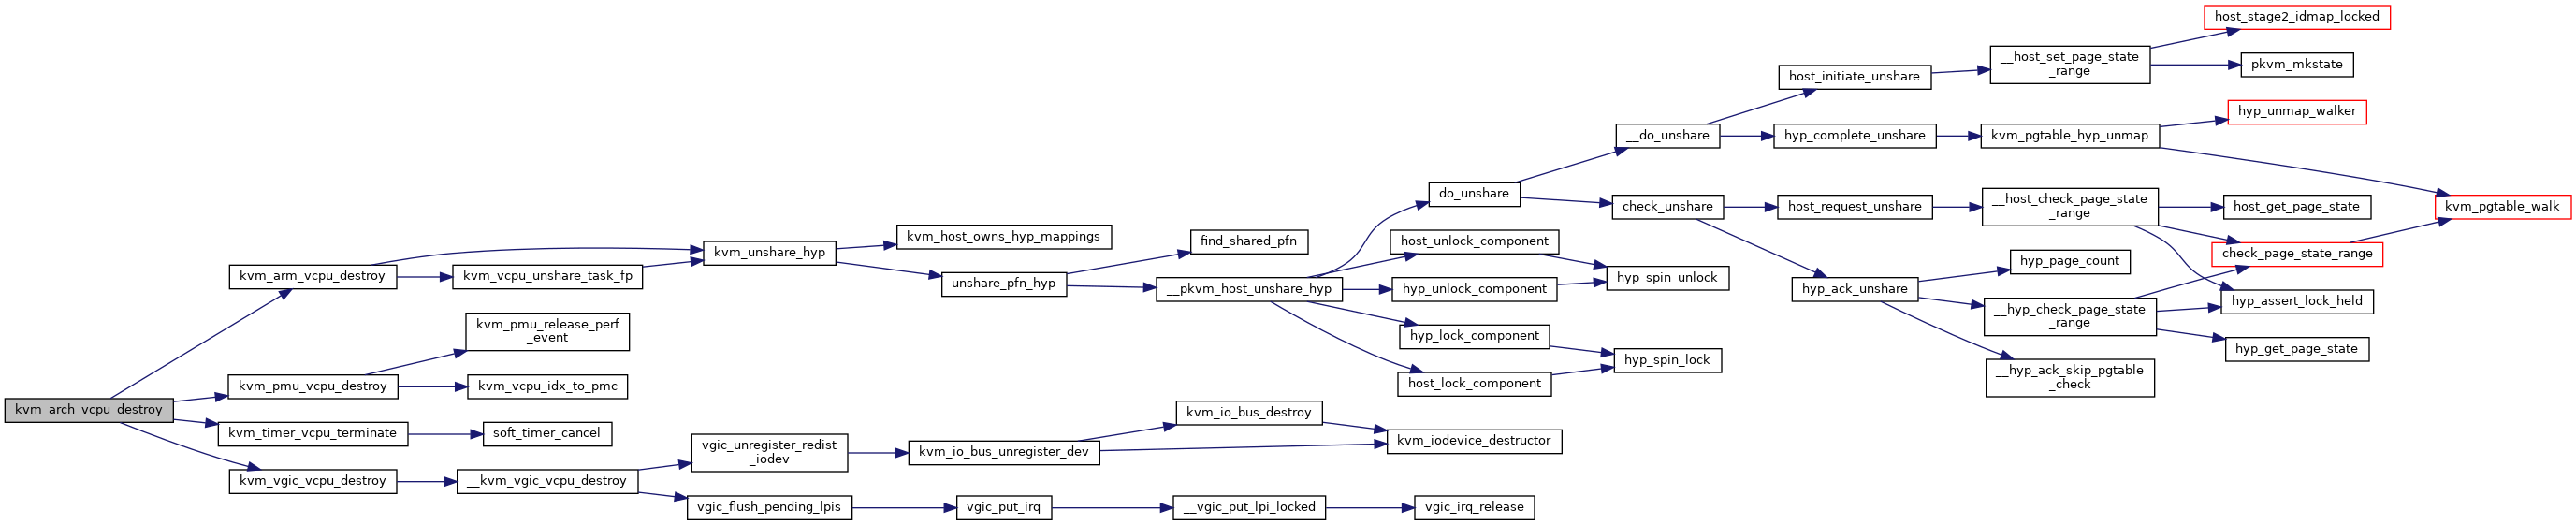 kvm_arch_vcpu_destroy
kvm_arm_vcpu_destroy
kvm_pmu_vcpu_destroy
kvm_timer_vcpu_terminate
kvm_vgic_vcpu_destroy
kvm_vcpu_unshare_task_fp
kvm_pmu_release_perf
_event
kvm_vcpu_idx_to_pmc
soft_timer_cancel
__kvm_vgic_vcpu_destroy
kvm_unshare_hyp
vgic_unregister_redist
_iodev
vgic_flush_pending_lpis
kvm_host_owns_hyp_mappings
unshare_pfn_hyp
kvm_io_bus_unregister_dev
vgic_put_irq
find_shared_pfn
__pkvm_host_unshare_hyp
kvm_io_bus_destroy
__vgic_put_lpi_locked
do_unshare
host_unlock_component
hyp_unlock_component
hyp_lock_component
host_lock_component
kvm_iodevice_destructor
vgic_irq_release
__do_unshare
check_unshare
hyp_spin_unlock
hyp_spin_lock
host_initiate_unshare
hyp_complete_unshare
host_request_unshare
hyp_ack_unshare
__host_set_page_state
_range
kvm_pgtable_hyp_unmap
__host_check_page_state
_range
hyp_page_count
__hyp_check_page_state
_range
__hyp_ack_skip_pgtable
_check
host_stage2_idmap_locked
pkvm_mkstate
hyp_unmap_walker
host_get_page_state
check_page_state_range
hyp_assert_lock_held
hyp_get_page_state
kvm_pgtable_walk